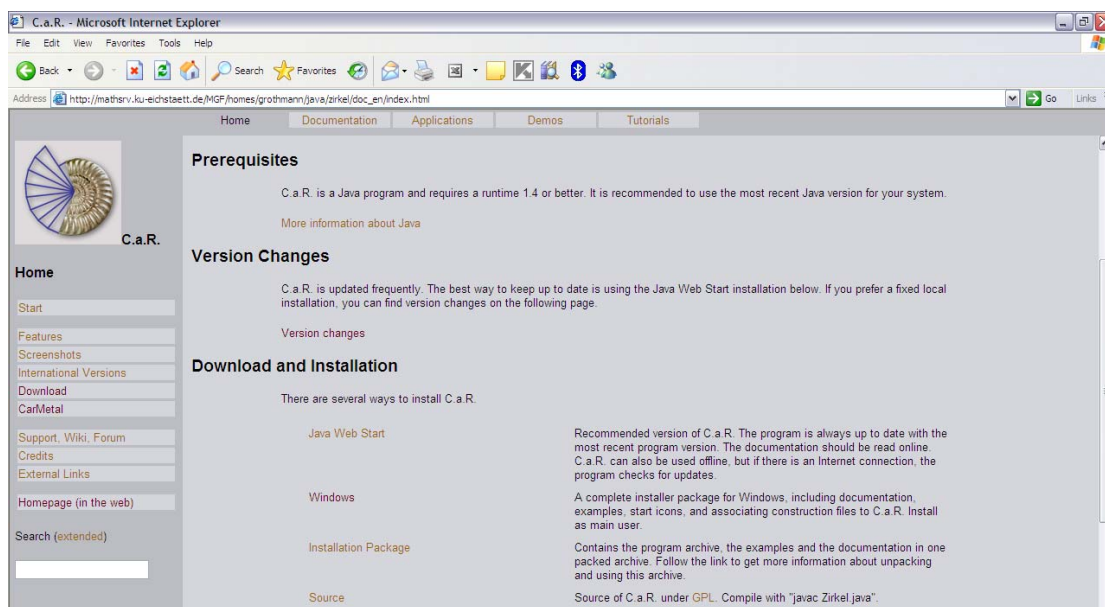 C.a.R. - Microsoft Internet Explorer
File Edit View Favorites Tools Help
Back Search Favorites
Address http://mathsrv.ku-eichstaett.de/MGF/homes/grothmann/java/zirkel/doc_en/index.html Go Links
Home Documentation Applications Demos Tutorials
C.a.R.
Home
Start
Features
Screenshots
International Versions
Download
CarMetal
Support, Wiki, Forum
Credits
External Links
Homepage (in the web)
Search (extended)
Prerequisites
C.a.R. is a Java program and requires a runtime 1.4 or better. It is recommended to use the most recent Java version for your system.
More information about Java
Version Changes
C.a.R. is updated frequently. The best way to keep up to date is using the Java Web Start installation below. If you prefer a fixed local
installation, you can find version changes on the following page.
Version changes
Download and Installation
There are several ways to install C.a.R.
Java Web Start
Recommended version of C.a.R. The program is always up to date with the
most recent program version. The documentation should be read online.
C.a.R. can also be used offline, but if there is an Internet connection, the
program checks for updates.
Windows
A complete installer package for Windows, including documentation,
examples, start icons, and associating construction files to C.a.R. Install
as main user.
Installation Package
Contains the program archive, the examples and the documentation in one
packed archive. Follow the link to get more information about unpacking
and using this archive.
Source
Source of C.a.R. under GPL. Compile with "javac Zirkel.java".